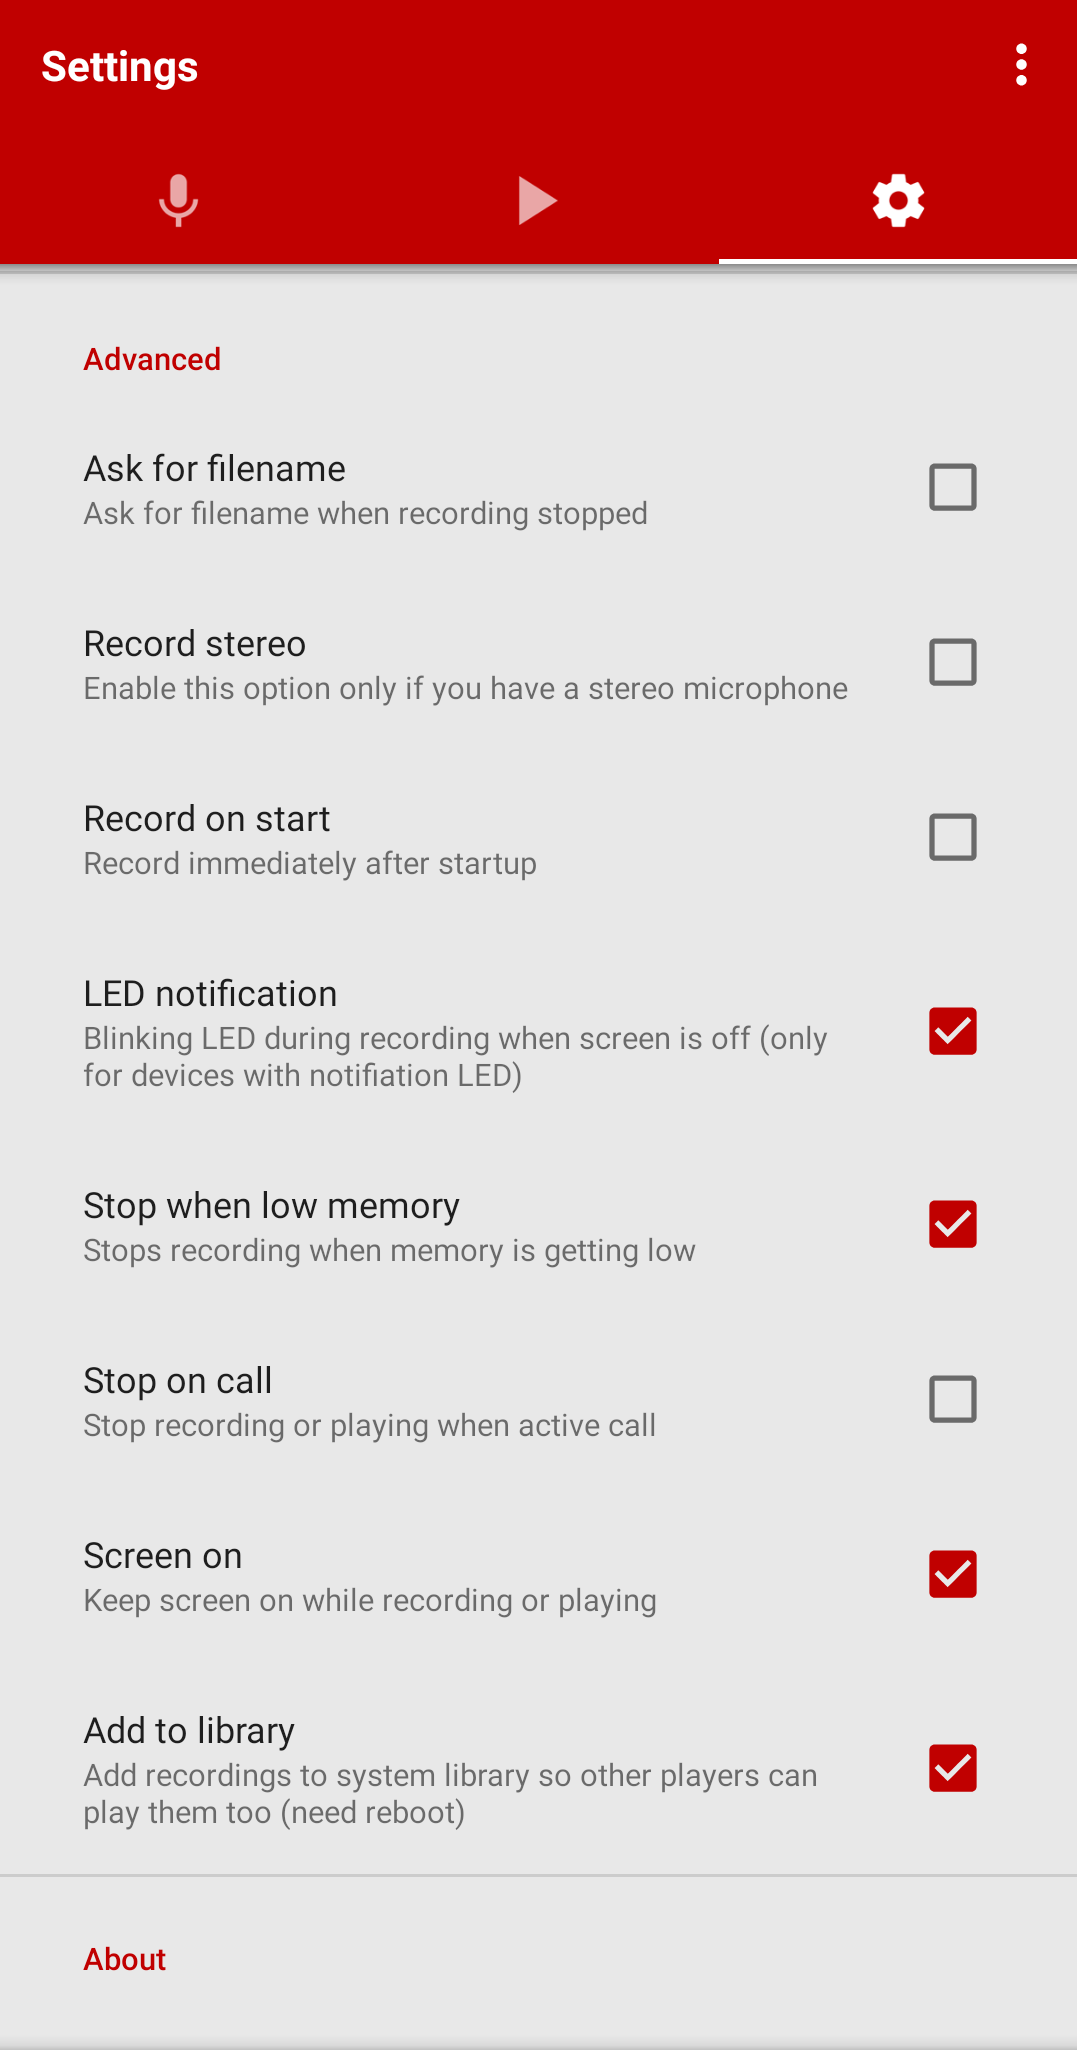 Settings
Advanced
Ask for filename
Ask for filename when recording stopped
Record stereo
Enable this option only if you have a stereo microphone
Record on start
Record immediately after startup
LED notification
Blinking LED during recording when screen is off (only
for devices with notifiation LED)
Stop when low memory
Stops recording when memory is getting low
Stop on call
Stop recording or playing when active call
Screen on
Keep screen on while recording or playing
Add to library
Add recordings to system library so other players can
play them too (need reboot)
About